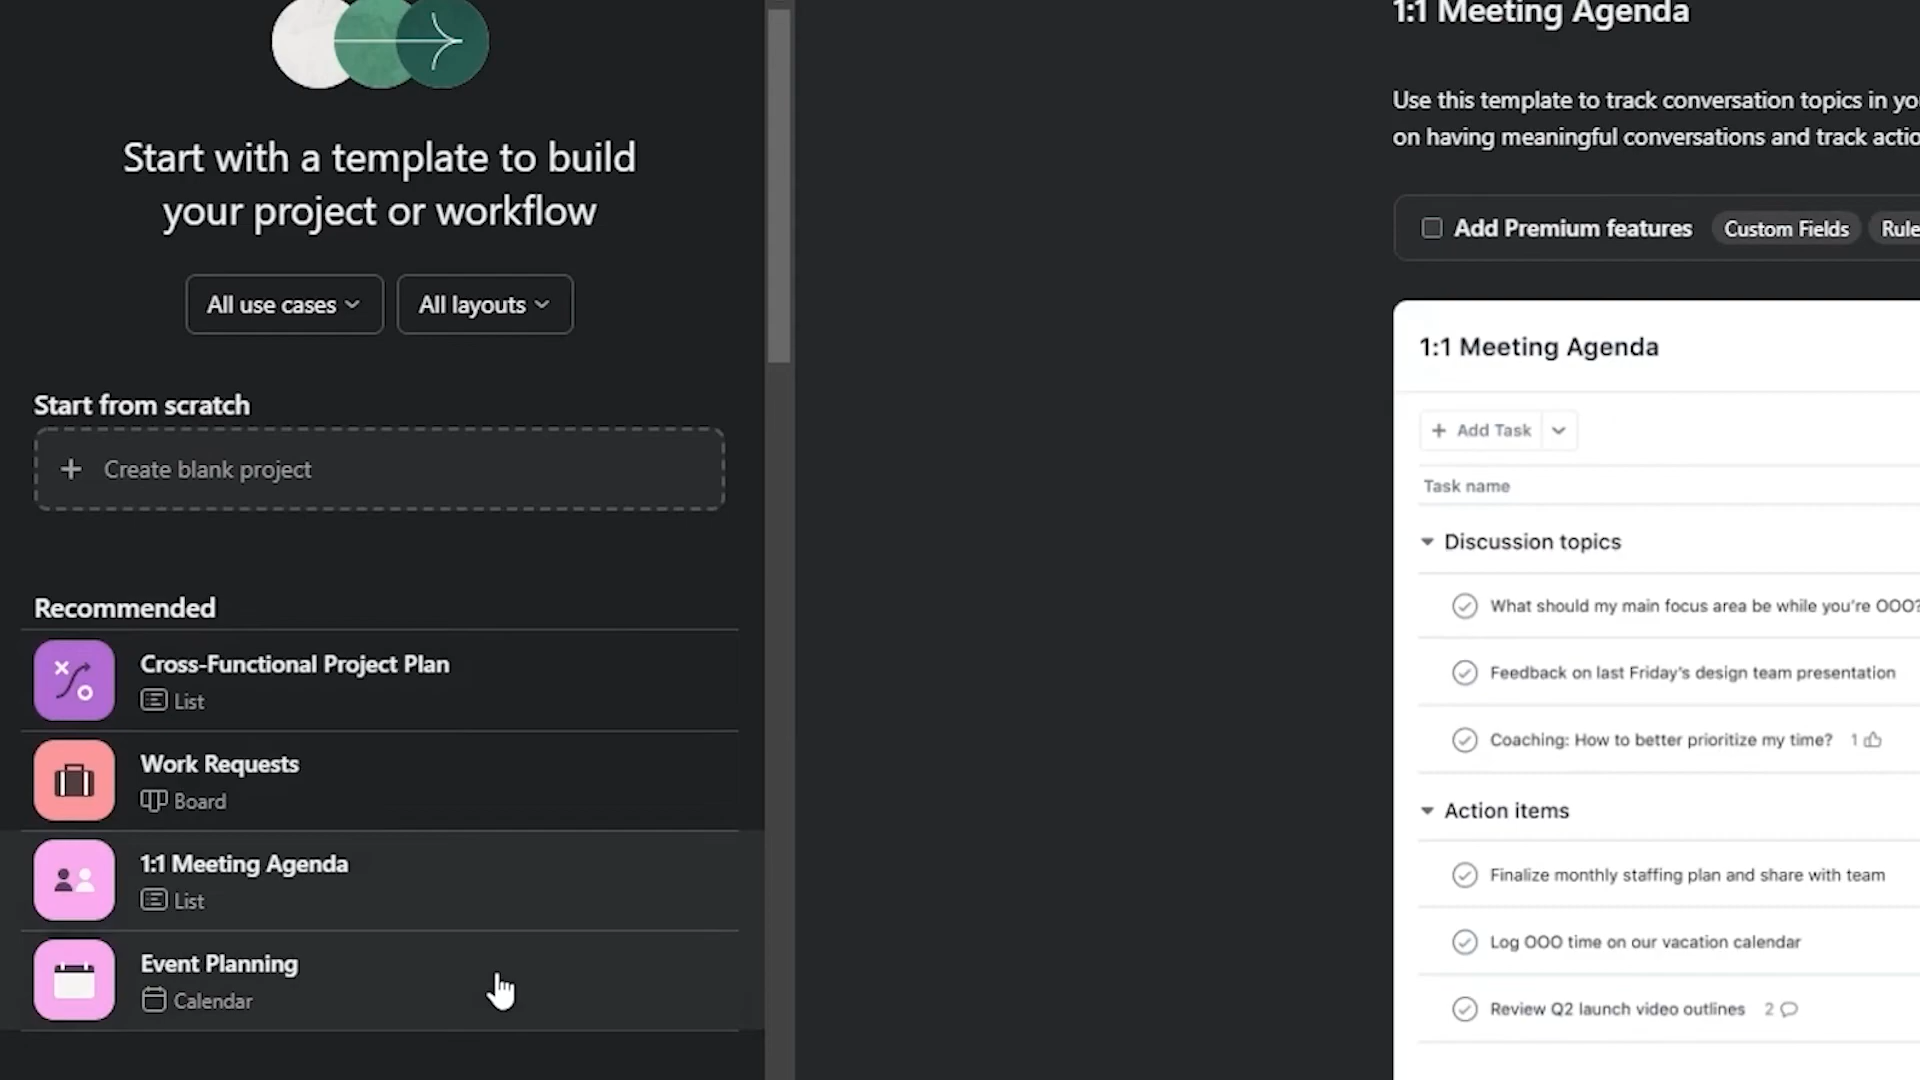 Start with a template to build
your project or workflow
All use cases
All layouts
Start from scratch
+ Create blank project
Recommended
Cross-Functional Project Plan
List
Work Requests
Board
1:1 Meeting Agenda
List
Event Planning
Calendar
1:1 Meeting Agenda
Use this template to track conversation topics in yo
on having meaningful conversations and track actio
Add Premium features Custom Fields Rule
1:1 Meeting Agenda
+ Add Task
Task name
Discussion topics
What should my main focus area be while you're OOO?
Feedback on last Friday's design team presentation
Coaching: How to better prioritize my time? 1
Action items
Finalize monthly staffing plan and share with team
Log OOO time on our vacation calendar
Review Q2 launch video outlines 2